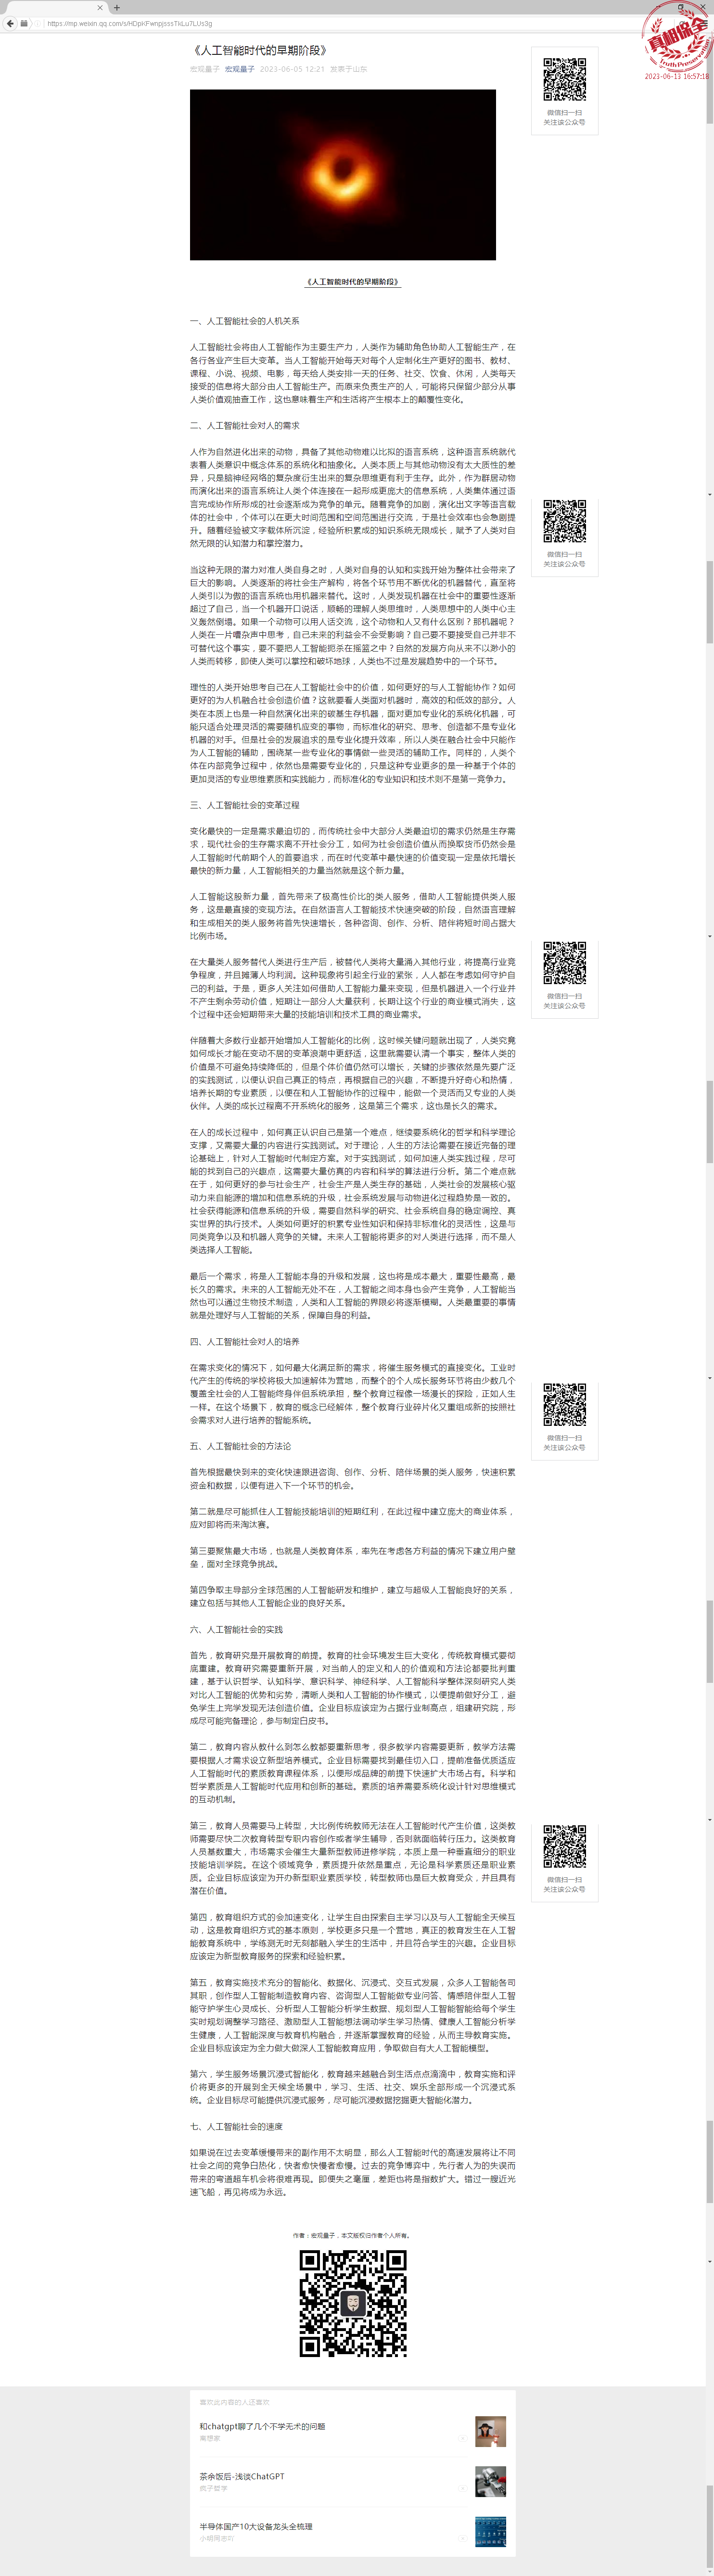 https://mp.weixin.qq.com/s/HDpKFwnpjsssTkLu7LUs3g
真相保全
TruthPreservation
2023-06-13 16:57:18
《人工智能时代的早期阶段》
宏观量子 宏观量子 2023-06-05 12:21 发表于山东
微信扫一扫
关注该公众号
《人工智能时代的早期阶段》
一、人工智能社会的人机关系
人工智能社会将由人工智能作为主要生产力，人类作为辅助角色协助人工智能生产，在
各行各业产生巨大变革。当人工智能开始每天对每个人定制化生产更好的图书、教材、
课程、小说、视频、电影，每天给人类安排一天的任务、社交、饮食、休闲，人类每天
接受的信息将大部分由人工智能生产。而原来负责生产的人，可能将只保留少部分从事
人类价值观抽查工作，这也意味着生产和生活将产生根本上的颠覆性变化。
二、人工智能社会对人的需求
人作为自然进化出来的动物，具备了其他动物难以比拟的语言系统，这种语言系统就代
表着人类意识中概念体系的系统化和抽象化。人类本质上与其他动物没有太大质性的差
异，只是脑神经网络的复杂度衍生出来的复杂思维更有利于生存。此外，作为群居动物
而演化出来的语言系统让人类个体连接在一起形成更庞大的信息系统，人类集体通过语
言完成协作所形成的社会逐渐成为竞争的单元。随着竞争的加剧，演化出文字等语言载
体的社会中，个体可以在更大时间范围和空间范围进行交流，于是社会效率也会急剧提
升。随着经验被文字载体所沉淀，经验所积累成的知识系统无限成长，赋予了人类对自
然无限的认知潜力和掌控潜力。
微信扫一扫
关注该公众号
当这种无限的潜力对准人类自身之时，人类对自身的认知和实践开始为整体社会带来了
巨大的影响。人类逐渐的将社会生产解构，将各个环节用不断优化的机器替代，直至将
人类引以为傲的语言系统也用机器来替代。这时，人类发现机器在社会中的重要性逐渐
超过了自己，当一个机器开口说话，顺畅的理解人类思维时，人类思想中的人类中心主
义轰然倒塌。如果一个动物可以用人话交流，这个动物和人又有什么区别？那机器呢？
人类在一片嘈杂声中思考，自己未来的利益会不会受影响？自己要不要接受自己并非不
可替代这个事实，要不要把人工智能扼杀在摇篮之中？自然的发展方向从来不以渺小的
人类而转移，即使人类可以掌控和破坏地球，人类也不过是发展趋势中的一个环节。
理性的人类开始思考自己在人工智能社会中的价值，如何更好的与人工智能协作？如何
更好的为人机融合社会创造价值？这就要看人类面对机器时，高效的和低效的部分。人
类在本质上也是一种自然演化出来的碳基生存机器，面对更加专业化的系统化机器，可
能只适合处理灵活的需要随机应变的事物，而标准化的研究、思考、创造都不是专业化
机器的对手。但是社会的发展追求的是专业化提升效率，所以人类在融合社会中只能作
为人工智能的辅助，围绕某一些专业化的事情做一些灵活的辅助工作。同样的，人类个
体在内部竞争过程中，依然也是需要专业化的，只是这种专业更多的是一种基于个体的
更加灵活的专业思维素质和实践能力，而标准化的专业知识和技术则不是第一竞争力。
三、人工智能社会的变革过程
变化最快的一定是需求最迫切的，而传统社会中大部分人类最迫切的需求仍然是生存需
求，现代社会的生存需求离不开社会分工，如何为社会创造价值从而换取货币仍然会是
人工智能时代前期个人的首要追求，而在时代变革中最快速的价值变现一定是依托增长
最快的新力量，人工智能相关的力量当然就是这个新力量。
人工智能这股新力量，首先带来了极高性价比的类人服务，借助人工智能提供类人服
务，这是最直接的变现方法。在自然语言人工智能技术快速突破的阶段，自然语言理解
和生成相关的类人服务将首先快速增长，各种咨询、创作、分析、陪伴将短时间占据大
比例市场。
微信扫一扫
关注该公众号
在大量类人服务替代人类进行生产后，被替代人类将大量涌入其他行业，将提高行业竞
争程度，并且摊薄人均利润。这种现象将引起全行业的紧张，人人都在考虑如何守护自
己的利益。于是，更多人关注如何借助人工智能力量来变现，但是机器进入一个行业并
不产生剩余劳动价值，短期让一部分人大量获利，长期让这个行业的商业模式消失，这
个过程中还会短期带来大量的技能培训和技术工具的商业需求。
伴随着大多数行业都开始增加人工智能化的比例，这时候关键问题就出现了，人类究竟
如何成长才能在变动不居的变革浪潮中更舒适，这里就需要认清一个事实，整体人类的
价值是不可避免持续降低的，但是个体价值仍然可以增长，关键的步骤依然是先要广泛
的实践测试，以便认识自己真正的特点，再根据自己的兴趣，不断提升好奇心和热情，
培养长期的专业素质，以便在和人工智能协作的过程中，能做一个灵活而又专业的人类
伙伴。人类的成长过程离不开系统化的服务，这是第三个需求，这也是长久的需求。
在人的成长过程中，如何真正认识自己是第一个难点，继续要系统化的哲学和科学理论
支撑，又需要大量的内容进行实践测试。对于理论，人生的方法论需要在接近完备的理
论基础上，针对人工智能时代制定方案。对于实践测试，如何加速人类实践过程，尽可
能的找到自己的兴趣点，这需要大量仿真的内容和科学的算法进行分析。第二个难点就
在于，如何更好的参与社会生产，社会生产是人类生存的基础，人类社会的发展核心驱
动力来自能源的增加和信息系统的升级，社会系统发展与动物进化过程趋势是一致的。
社会获得能源和信息系统的升级，需要自然科学的研究、社会系统自身的稳定调控、真
实世界的执行技术。人类如何更好的积累专业性知识和保持非标准化的灵活性，这是与
同类竞争以及和机器人竞争的关键。未来人工智能将更多的对人类进行选择，而不是人
类选择人工智能。
最后一个需求，将是人工智能本身的升级和发展，这也将是成本最大，重要性最高，最
长久的需求。未来的人工智能无处不在，人工智能之间本身也会产生竞争，人工智能当
然也可以通过生物技术制造，人类和人工智能的界限必将逐渐模糊。人类最重要的事情
就是处理好与人工智能的关系，保障自身的利益。
四、人工智能社会对人的培养
在需求变化的情况下，如何最大化满足新的需求，将催生服务模式的直接变化。工业时
代产生的传统的学校将极大加速解体为营地，而整个的个人成长服务环节将由少数几个
覆盖全社会的人工智能终身伴侣系统承担，整个教育过程像一场漫长的探险，正如人生
一样。在这个场景下，教育的概念已经解体，整个教育行业碎片化又重组成新的按照社
会需求对人进行培养的智能系统。
微信扫一扫
关注该公众号
五、人工智能社会的方法论
首先根据最快到来的变化快速跟进咨询、创作、分析、陪伴场景的类人服务，快速积累
资金和数据，以便有进入下一个环节的机会。
第二就是尽可能抓住人工智能技能培训的短期红利，在此过程中建立庞大的商业体系，
应对即将而来淘汰赛。
第三要聚焦最大市场，也就是人类教育体系，率先在考虑各方利益的情况下建立用户壁
垒，面对全球竞争挑战。
第四争取主导部分全球范围的人工智能研发和维护，建立与超级人工智能良好的关系，
建立包括与其他人工智能企业的良好关系。
六、人工智能社会的实践
首先，教育研究是开展教育的前提。教育的社会环境发生巨大变化，传统教育模式要彻
底重建。教育研究需要重新开展，对当前人的定义和人的价值观和方法论都要批判重
建，基于认识哲学、认知科学、意识科学、神经科学、人工智能科学整体深刻研究人类
对比人工智能的优势和劣势，清晰人类和人工智能的协作模式，以便提前做好分工，避
免学生上完学发现无法创造价值。企业目标应该定为占据行业制高点，组建研究院，形
成尽可能完备理论，参与制定白皮书。
第二，教育内容从教什么到怎么教都要重新思考，很多教学内容需要更新，教学方法需
要根据人才需求设立新型培养模式。企业目标需要找到最佳切入口，提前准备优质适应
人工智能时代的素质教育课程体系，以便形成品牌的前提下快速扩大市场占有。科学和
哲学素质是人工智能时代应用和创新的基础。素质的培养需要系统化设计针对思维模式
的互动机制。
第三，教育人员需要马上转型，大比例传统教师无法在人工智能时代产生价值，这类教
师需要尽快二次教育转型专职内容创作或者学生辅导，否则就面临转行压力。这类教育
人员基数重大，市场需求会催生大量新型教师进修学院，本质上是一种垂直细分的职业
技能培训学院。在这个领域竞争，素质提升依然是重点，无论是科学素质还是职业素
质。企业目标应该定为开办新型职业素质学校，转型教师也是巨大教育受众，并且具有
潜在价值。
微信扫一扫
关注该公众号
第四，教育组织方式的会加速变化，让学生自由探索自主学习以及与人工智能全天候互
动，这是教育组织方式的基本原则，学校更多只是一个营地，真正的教育发生在人工智
能教育系统中，学练测无时无刻都融入学生的生活中，并且符合学生的兴趣。企业目标
应该定为新型教育服务的探索和经验积累。
第五，教育实施技术充分的智能化、数据化、沉浸式、交互式发展，众多人工智能各司
其职，创作型人工智能制造教育内容、咨询型人工智能做专业问答、情感陪伴型人工智
能守护学生心灵成长、分析型人工智能分析学生数据、规划型人工智能智能给每个学生
实时规划调整学习路径、激励型人工智能想法调动学生学习热情、健康人工智能分析学
生健康，人工智能深度与教育机构融合，并逐渐掌握教育的经验，从而主导教育实施。
企业目标应该定为全力做大做深人工智能教育应用，争取做自有大人工智能模型。
第六，学生服务场景沉浸式智能化，教育越来越融合到生活点点滴滴中，教育实施和评
价将更多的开展到全天候全场景中，学习、生活、社交、娱乐全部形成一个沉浸式系
统。企业目标尽可能提供沉浸式服务，尽可能沉浸数据挖掘更大智能化潜力。
七、人工智能社会的速度
如果说在过去变革缓慢带来的副作用不太明显，那么人工智能时代的高速发展将让不同
社会之间的竞争白热化，快者愈快慢者愈慢。过去的竞争博弈中，先行者人为的失误而
带来的弯道超车机会将很难再现。即便失之毫厘，差距也将是指数扩大。错过一艘近光
速飞船，再见将成为永远。
作者：宏观量子，本文版权归作者个人所有。
喜欢此内容的人还喜欢
和chatgpt聊了几个不学无术的问题
茶余饭后-浅谈ChatGPT
半导体国产10大设备龙头全梳理